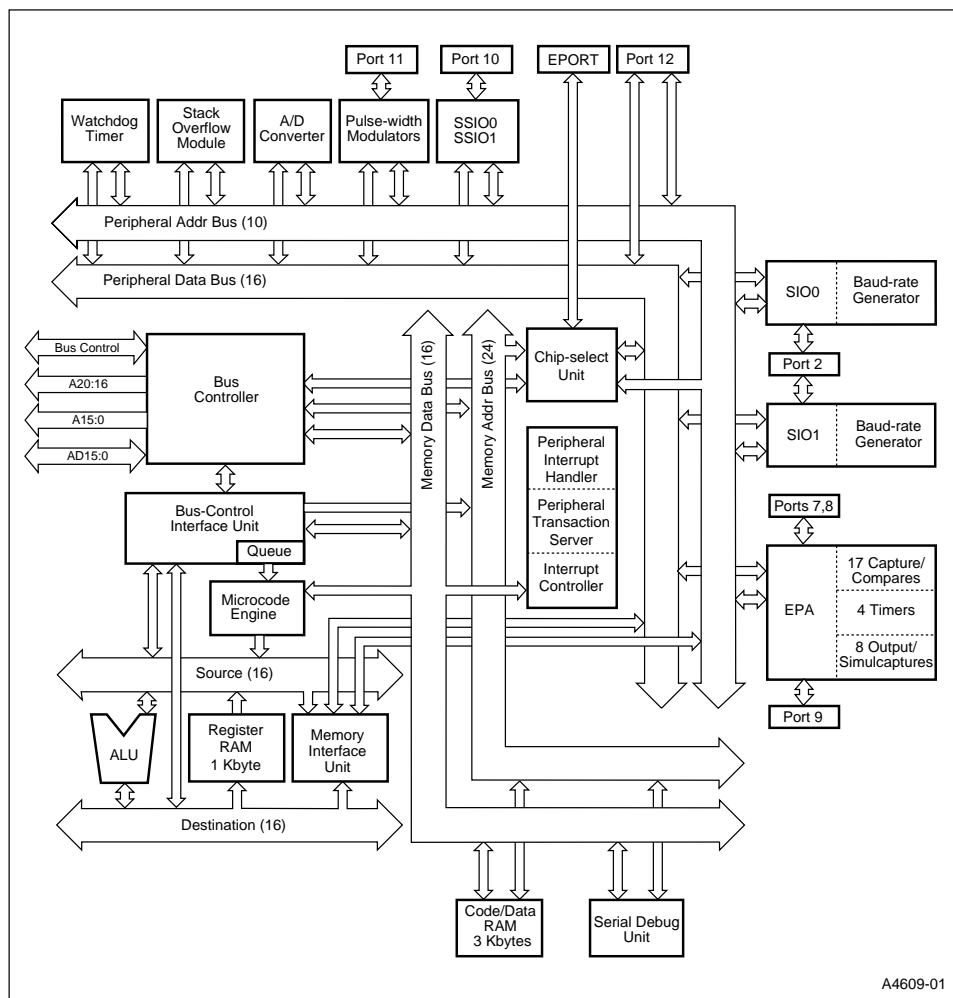 Port 11
Port 10
EPORT
Port 12
Watchdog
Timer
Stack
Overflow
Module
A/D
Converter
Pulse-width
Modulators
SSIO0
SSIO1
Peripheral Addr Bus (10)
Peripheral Data Bus (16)
SIO0
Baud-rate
Generator
Port 2
SIO1
Baud-rate
Generator
Bus Control
A20:16
A15:0
AD15:0
Bus
Controller
Memory Data Bus (16)
Memory Addr Bus (24)
Chip-select
Unit
Peripheral
Interrupt
Handler
Peripheral
Transaction
Server
Interrupt
Controller
Bus-Control
Interface Unit
Queue
Microcode
Engine
Ports 7,8
EPA
17 Capture/
Compares
4 Timers
8 Output/
Simulcaptures
Port 9
Source (16)
ALU
Register
RAM
1 Kbyte
Memory
Interface
Unit
Destination (16)
Code/Data
RAM
3 Kbytes
Serial Debug
Unit
A4609-01